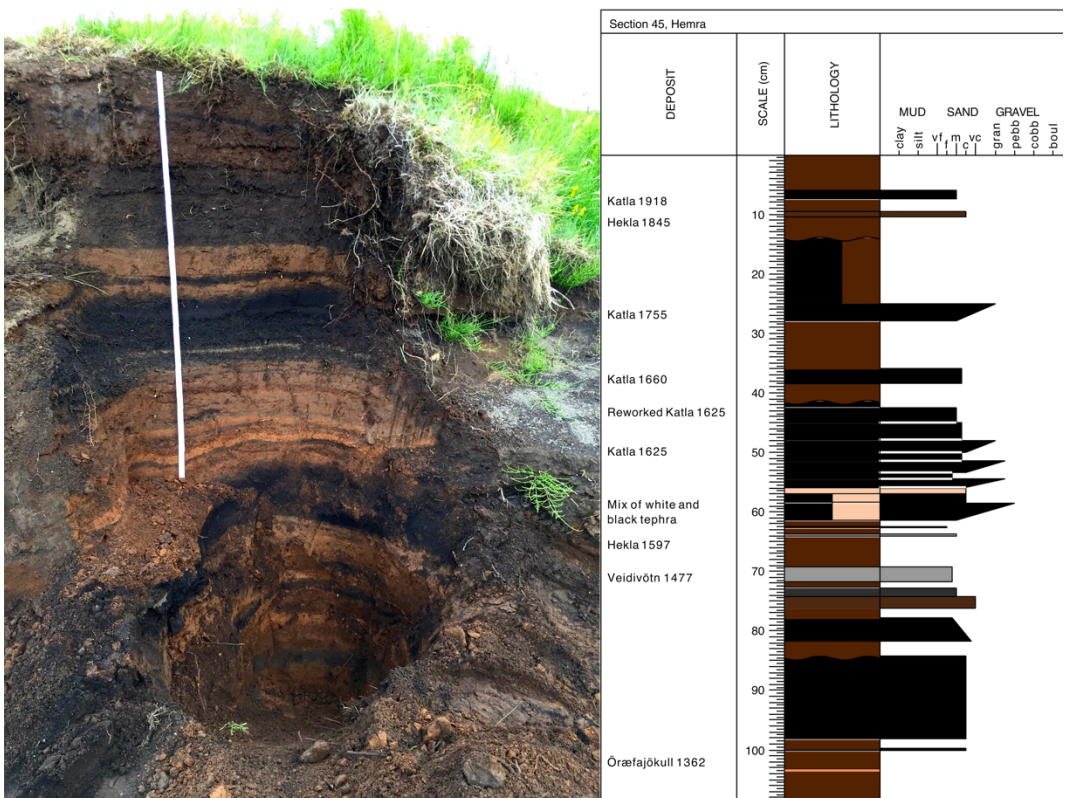 Section 45, Hemra
DEPOSIT
SCALE (cm)
LITHOLOGY
MUD SAND GRAVEL
clay silt vf f m c vc gran pebb cobb boul
Katla 1918
10
Hekla 1845
20
Katla 1755
30
Katla 1660
40
Reworked Katla 1625
50
Katla 1625
Mix of white and
60
black tephra
Hekla 1597
70
Veidivötn 1477
80
90
100
Öræfajökull 1362